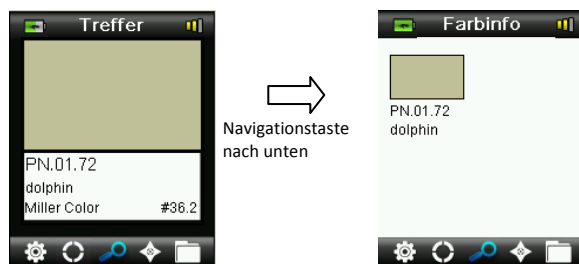 Treffer
PN.01.72
dolphin
Miller Color #36.2
Navigationstaste
nach unten
Farbinfo
PN.01.72
dolphin